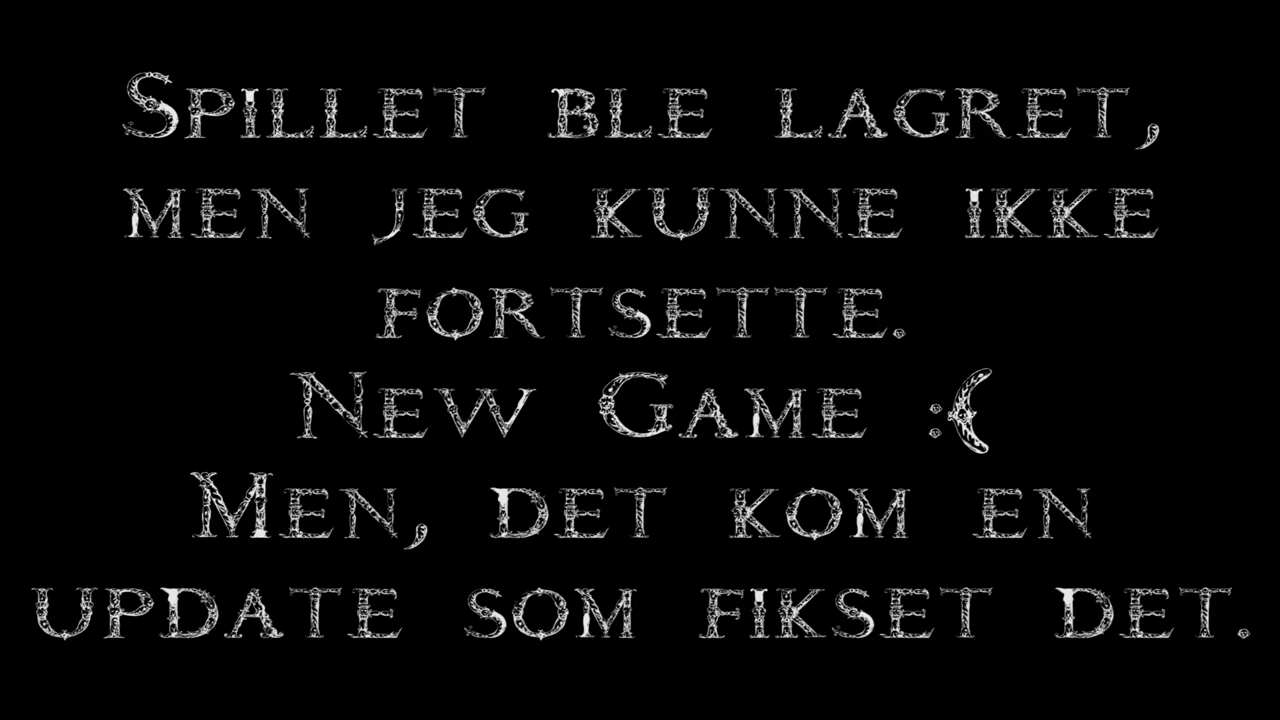 Spillet ble lagret,
men jeg kunne ikke
fortsette.
New Game :(
Men, det kom en
update som fikset det.